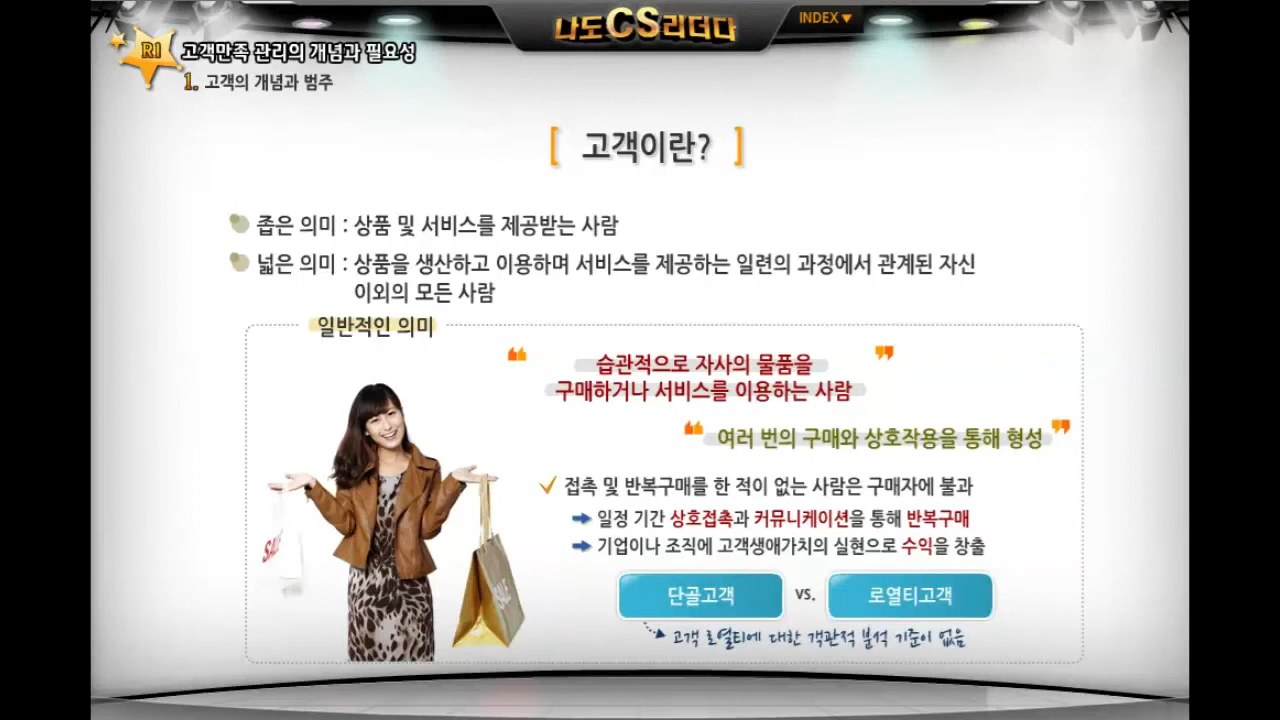 나도CS리더다
INDEX ▼
R1 고객만족 관리의 개념과 필요성
1. 고객의 개념과 범주
[ 고객이란? ]
좁은 의미 : 상품 및 서비스를 제공받는 사람
넓은 의미 : 상품을 생산하고 이용하며 서비스를 제공하는 일련의 과정에서 관계된 자신
이외의 모든 사람
일반적인 의미
❝ 습관적으로 자사의 물품을 ❞
구매하거나 서비스를 이용하는 사람
❝ 여러 번의 구매와 상호작용을 통해 형성 ❞
✓ 접촉 및 반복구매를 한 적이 없는 사람은 구매자에 불과
➡ 일정 기간 상호접촉과 커뮤니케이션을 통해 반복구매
➡ 기업이나 조직에 고객생애가치의 실현으로 수익을 창출
SALE
SALE
단골고객 vs. 로열티고객
고객 로열티에 대한 객관적 분석 기준이 없음